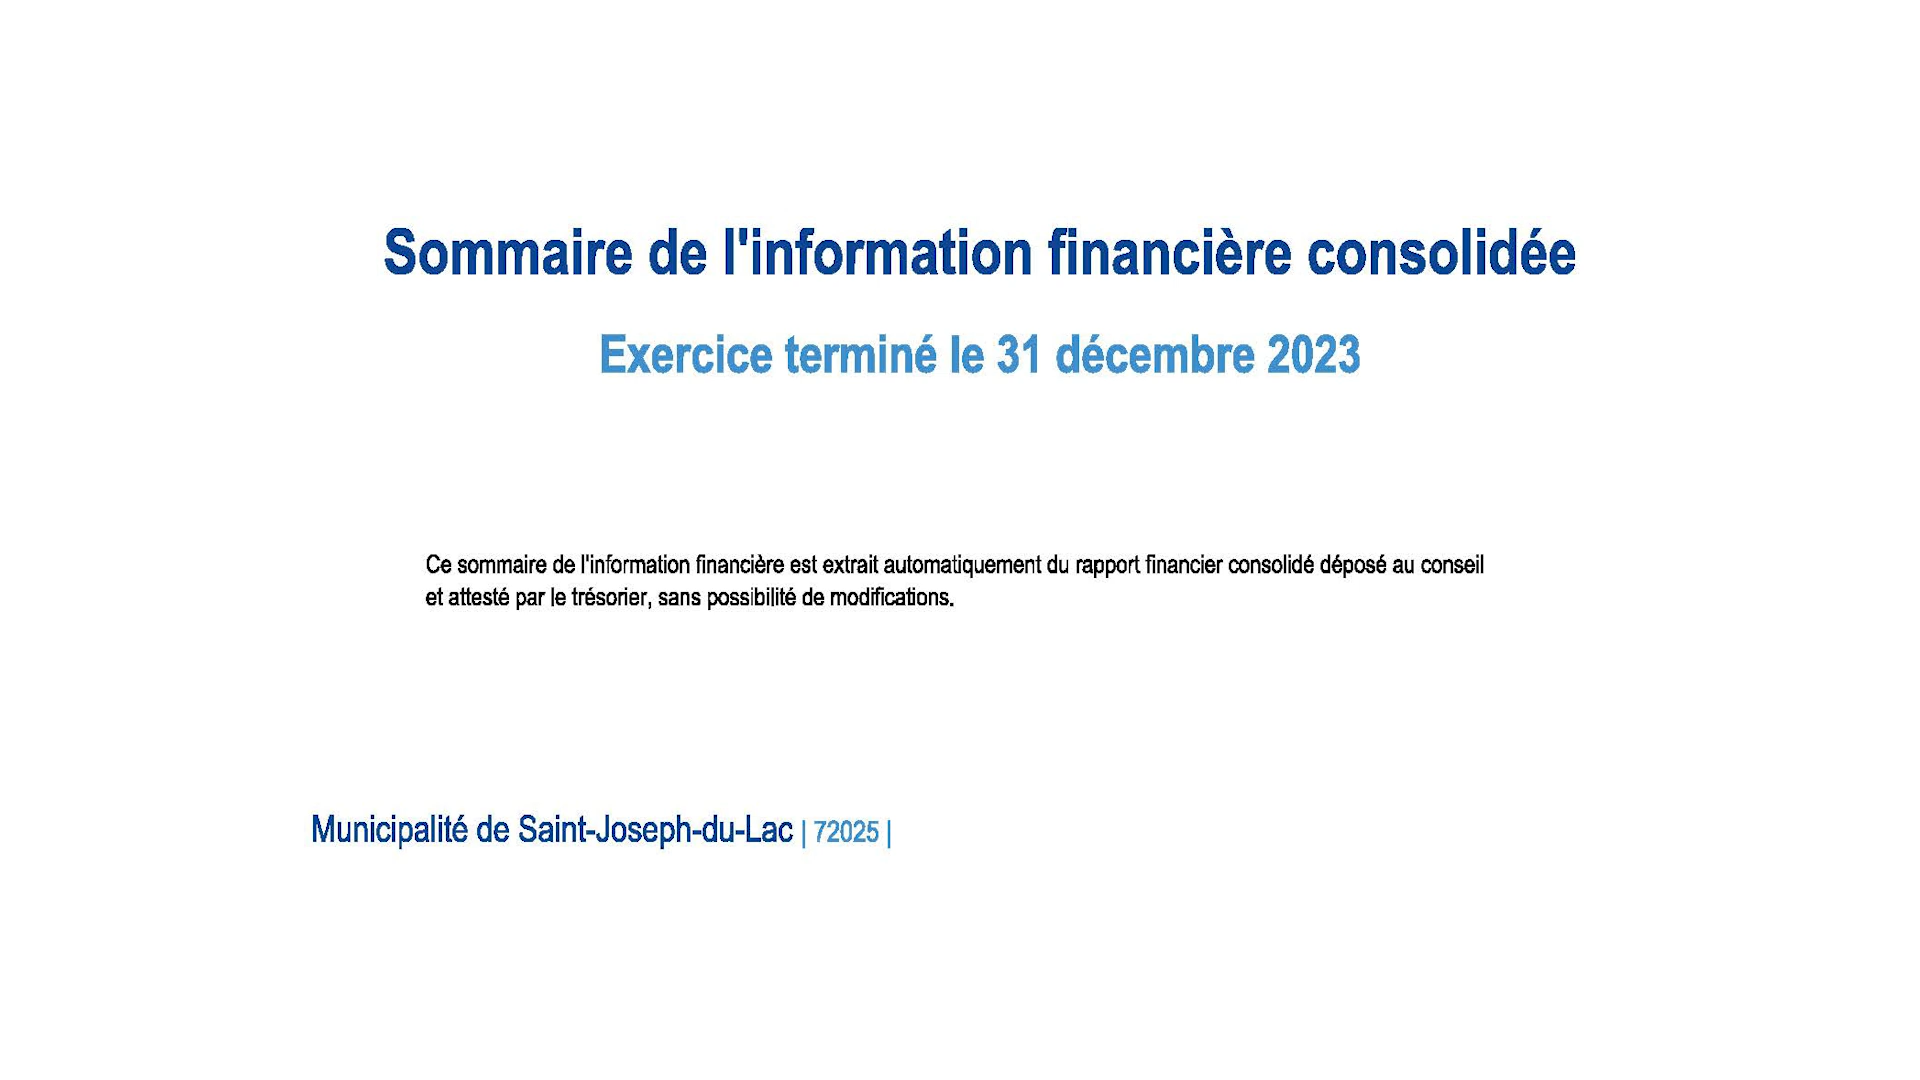 Sommaire de l'information financière consolidée
Exercice terminé le 31 décembre 2023
Ce sommaire de l'information financière est extrait automatiquement du rapport financier consolidé déposé au conseil
et attesté par le trésorier, sans possibilité de modifications.
Municipalité de Saint-Joseph-du-Lac | 72025 |